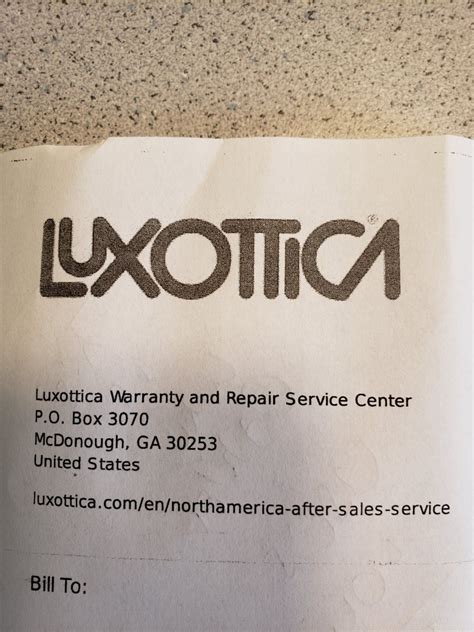 LUXOTTICA®
Luxottica Warranty and Repair Service Center
P.O. Box 3070
McDonough, GA 30253
United States
luxottica.com/en/northamerica-after-sales-service
Bill To: